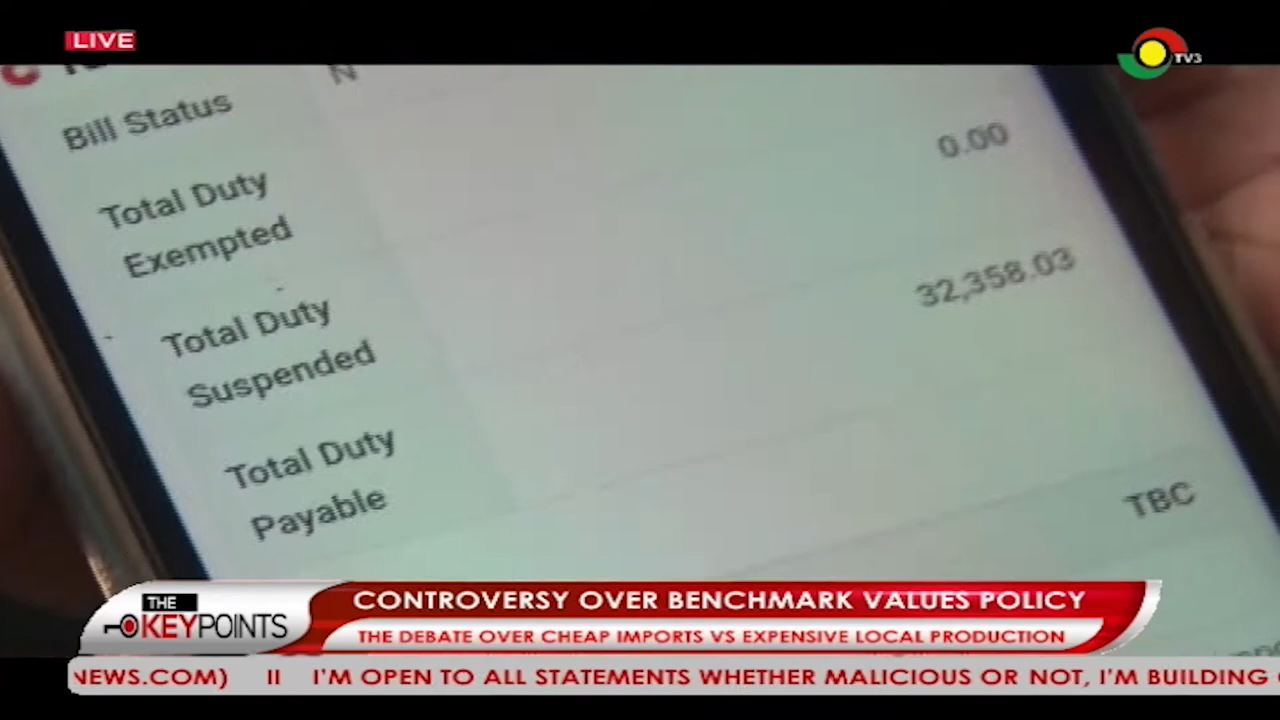 LIVE
TV3
N
Bill Status
0.00
Total Duty
Exempted
32,358.03
Total Duty
Suspended
Total Duty
Payable
TBC
THE
KEYPOINTS
CONTROVERSY OVER BENCHMARK VALUES POLICY
THE DEBATE OVER CHEAP IMPORTS VS EXPENSIVE LOCAL PRODUCTION
NEWS.COM) II I'M OPEN TO ALL STATEMENTS WHETHER MALICIOUS OR NOT, I'M BUILDING